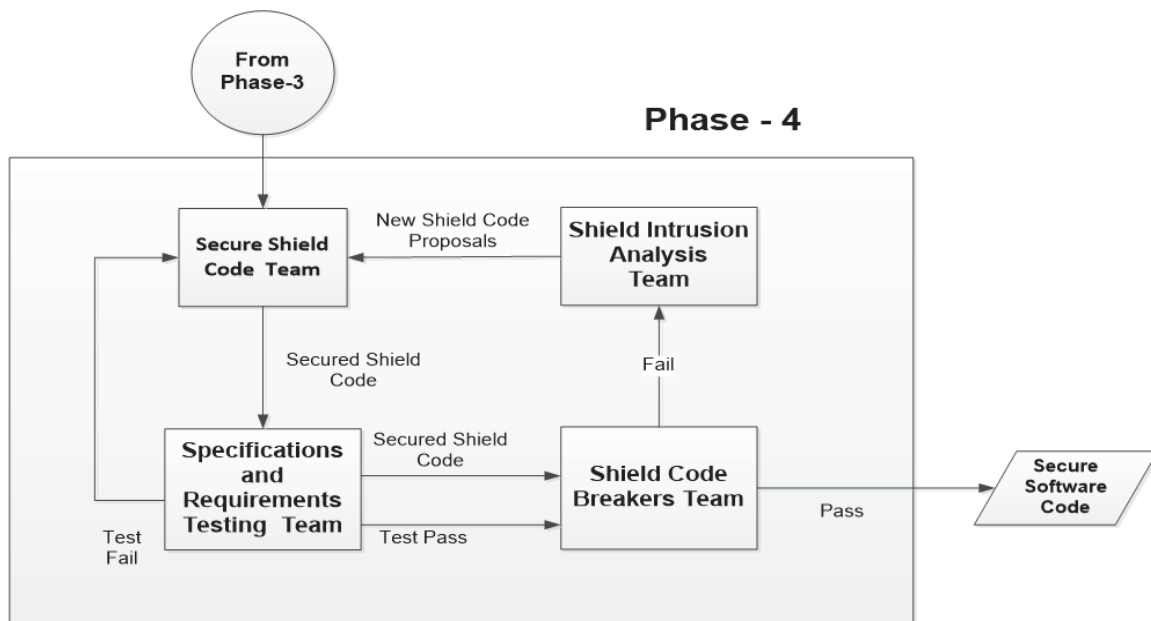 From
Phase-3
Phase - 4
Secure Shield
Code Team
New Shield Code
Proposals
Shield Intrusion
Analysis
Team
Secured Shield
Code
Fail
Specifications
and
Requirements
Testing Team
Secured Shield
Code
Test Pass
Shield Code
Breakers Team
Pass
Secure
Software
Code
Test
Fail